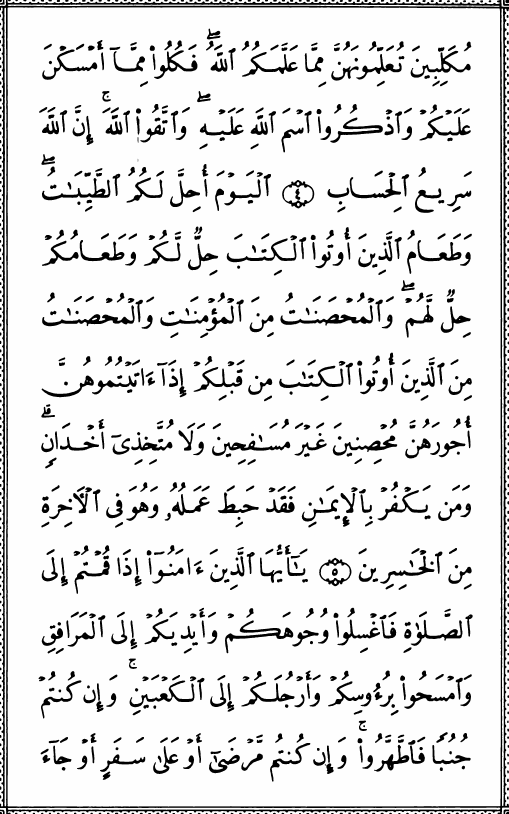 مُكَلِّبِينَ تُعَلِّمُونَهُنَّ مِمَّا عَلَّمَكُمُ ٱللَّهُۖ فَكُلُوا۟ مِمَّآ أَمْسَكْنَ
عَلَيْكُمْ وَٱذْكُرُوا۟ ٱسْمَ ٱللَّهِ عَلَيْهِۖ وَٱتَّقُوا۟ ٱللَّهَۚ إِنَّ ٱللَّهَ
سَرِيعُ ٱلْحِسَابِ ﴿٤﴾ ٱلْيَوْمَ أُحِلَّ لَكُمُ ٱلطَّيِّبَـٰتُۖ
وَطَعَامُ ٱلَّذِينَ أُوتُوا۟ ٱلْكِتَـٰبَ حِلٌّ لَّكُمْ وَطَعَامُكُمْ
حِلٌّ لَّهُمْۖ وَٱلْمُحْصَنَـٰتُ مِنَ ٱلْمُؤْمِنَـٰتِ وَٱلْمُحْصَنَـٰتُ
مِنَ ٱلَّذِينَ أُوتُوا۟ ٱلْكِتَـٰبَ مِن قَبْلِكُمْ إِذَآ ءَاتَيْتُمُوهُنَّ
أُجُورَهُنَّ مُحْصِنِينَ غَيْرَ مُسَـٰفِحِينَ وَلَا مُتَّخِذِىٓ أَخْدَانٍۗ
وَمَن يَكْفُرْ بِٱلْإِيمَـٰنِ فَقَدْ حَبِطَ عَمَلُهُۥ وَهُوَ فِى ٱلْـَٔاخِرَةِ
مِنَ ٱلْخَـٰسِرِينَ ﴿٥﴾ يَـٰٓأَيُّهَا ٱلَّذِينَ ءَامَنُوٓا۟ إِذَا قُمْتُمْ إِلَى
ٱلصَّلَوٰةِ فَٱغْسِلُوا۟ وُجُوهَكُمْ وَأَيْدِيَكُمْ إِلَى ٱلْمَرَافِقِ
وَٱمْسَحُوا۟ بِرُءُوسِكُمْ وَأَرْجُلَكُمْ إِلَى ٱلْكَعْبَيْنِۚ وَإِن كُنتُمْ
جُنُبًا فَٱطَّهَّرُوا۟ۚ وَإِن كُنتُم مَّرْضَىٰٓ أَوْ عَلَىٰ سَفَرٍ أَوْ جَآءَ